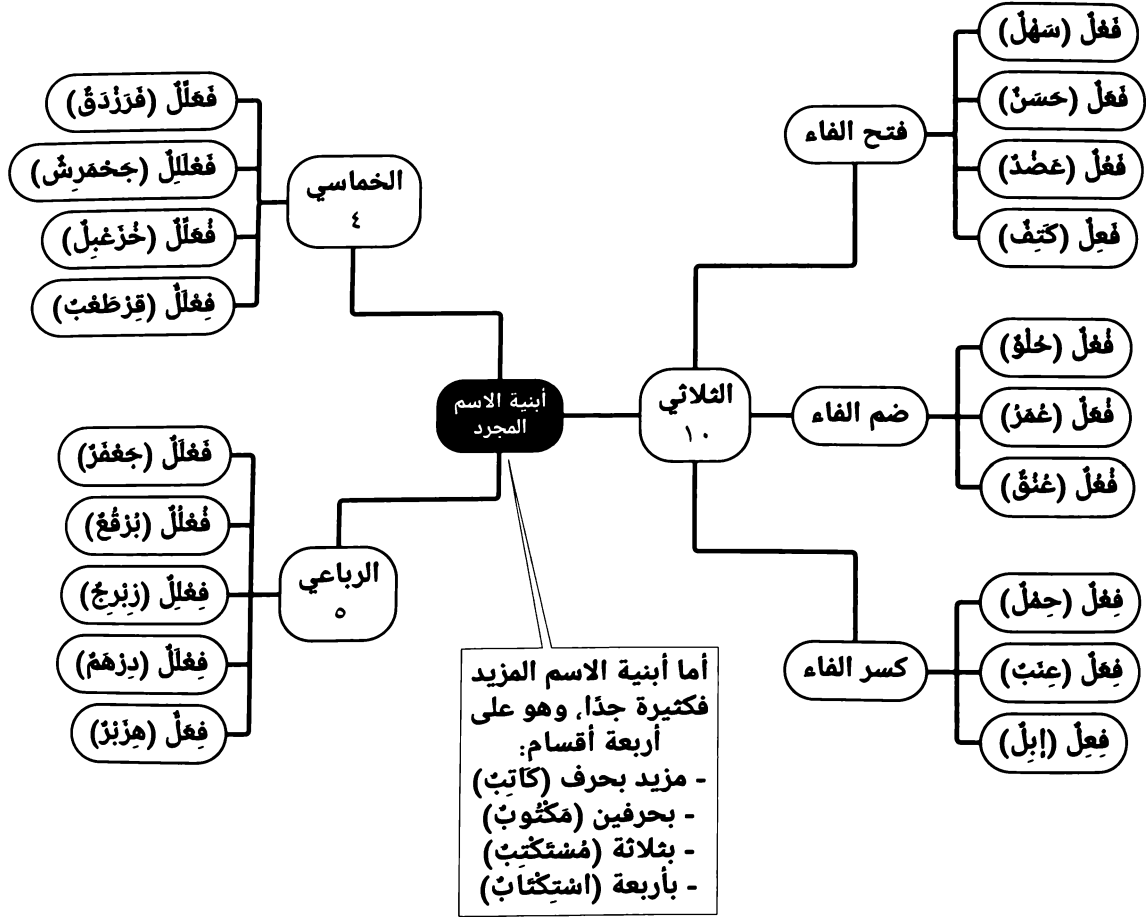 أبنية الاسم
المجرد
الثلاثي
١٠
فتح الفاء
فَعْلٌ (سَهْلٌ)
فَعَلٌ (حَسَنٌ)
فَعُلٌ (عَضُدٌ)
فَعِلٌ (كَتِفٌ)
ضم الفاء
فُعْلٌ (حُلْوٌ)
فُعَلٌ (عُمَرُ)
فُعُلٌ (عُنُقٌ)
كسر الفاء
فِعْلٌ (حِمْلٌ)
فِعَلٌ (عِنَبٌ)
فِعِلٌ (إبِلٌ)
الخماسي
٤
فَعَلَّلٌ (فَرَزْدَقٌ)
فَعْلَلِلٌ (جَحْمَرِشٌ)
فُعَلِّلٌ (خُزَعْبِلٌ)
فِعْلَلٌّ (قِرْطَعْبٌ)
الرباعي
٥
فَعْلَلٌ (جَعْفَرٌ)
فُعْلُلٌ (بُرْقُعٌ)
فِعْلِلٌ (زِبْرِجٌ)
فِعْلَلٌ (دِرْهَمٌ)
فِعَلٌّ (هِزَبْرٌ)
أما أبنية الاسم المزيد
فكثيرة جدًا، وهو على
أربعة أقسام:
- مزيد بحرف (كَاتِبٌ)
- بحرفين (مَكْتُوبٌ)
- بثلاثة (مُسْتَكْتِبٌ)
- بأربعة (اسْتِكْتَابٌ)